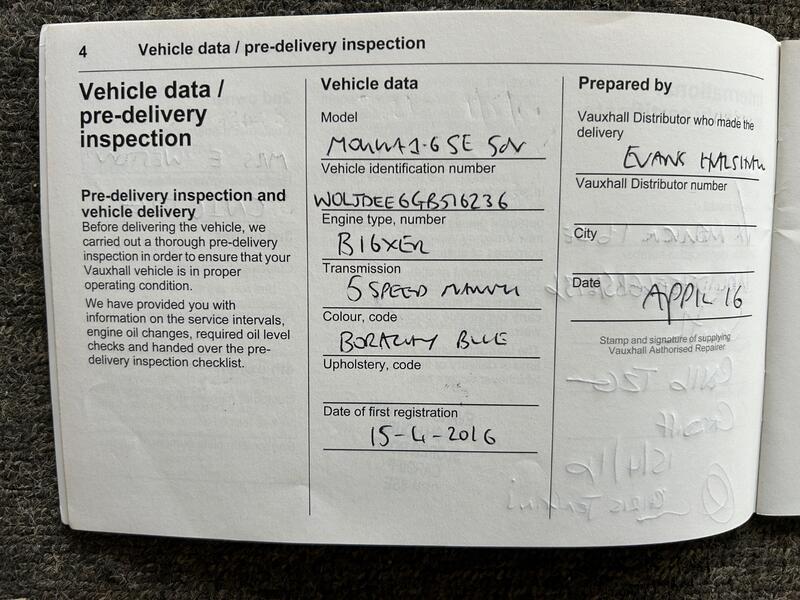 4 Vehicle data / pre-delivery inspection
Vehicle data /
pre-delivery
inspection
Pre-delivery inspection and
vehicle delivery
Before delivering the vehicle, we
carried out a thorough pre-delivery
inspection in order to ensure that your
Vauxhall vehicle is in proper
operating condition.
We have provided you with
information on the service intervals,
engine oil changes, required oil level
checks and handed over the pre-
delivery inspection checklist.
Vehicle data
Model
MOKKA 1.6 SE 5DR
Vehicle identification number
WOLJDEE6GB516236
Engine type, number
B16XER
Transmission
5 SPEED MANUAL
Colour, code
BORACAY BLUE
Upholstery, code
Date of first registration
15-4-2016
Prepared by
Vauxhall Distributor who made the
delivery
EVANS HALSHAW
Vauxhall Distributor number
City
Date
APRIL 16
Stamp and signature of supplying
Vauxhall Authorised Repairer